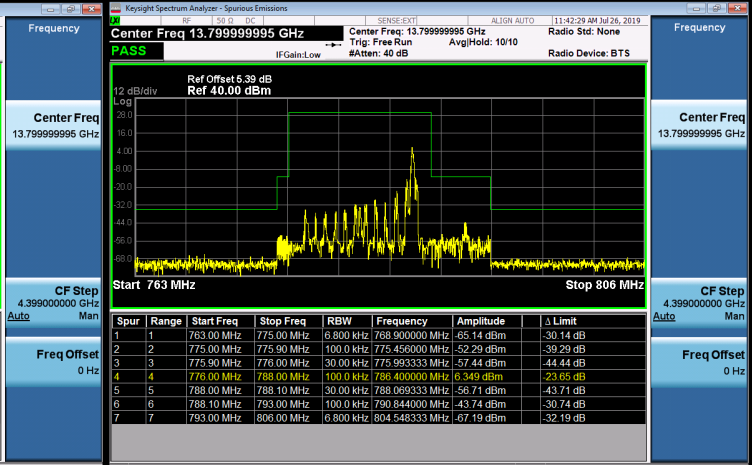 Keysight Spectrum Analyzer - Spurious Emissions
RF 50 Ω DC SENSE:EXT ALIGN AUTO 11:42:29 AM Jul 26, 2019
Center Freq 13.799999995 GHz
Center Freq: 13.799999995 GHz Radio Std: None
PASS
Trig: Free Run Avg|Hold: 10/10
IFGain:Low #Atten: 40 dB Radio Device: BTS
Ref Offset 5.39 dB
12 dB/div Ref 40.00 dBm
Log
28.0
16.0
4.00
-8.00
-20.0
-32.0
-44.0
-56.0
-68.0
Start 763 MHz Stop 806 MHz
Spur Range Start Freq Stop Freq RBW Frequency Amplitude Δ Limit
1 1 763.00 MHz 775.00 MHz 6.800 kHz 768.900000 MHz -65.14 dBm -30.14 dB
2 2 775.00 MHz 775.90 MHz 100.0 kHz 775.456000 MHz -52.29 dBm -39.29 dB
3 3 775.90 MHz 776.00 MHz 30.00 kHz 775.993333 MHz -57.44 dBm -44.44 dB
4 4 776.00 MHz 788.00 MHz 100.0 kHz 786.400000 MHz 6.349 dBm -23.65 dB
5 5 788.00 MHz 788.10 MHz 30.00 kHz 788.069333 MHz -56.71 dBm -43.71 dB
6 6 788.10 MHz 793.00 MHz 100.0 kHz 790.844000 MHz -43.74 dBm -30.74 dB
7 7 793.00 MHz 806.00 MHz 6.800 kHz 804.548333 MHz -67.19 dBm -32.19 dB
Frequency
Center Freq
13.799999995 GHz
CF Step
4.399000000 GHz
Auto Man
Freq Offset
0 Hz
Frequency
Center Freq
13.799999995 GHz
CF Step
4.399000000 GHz
Auto Man
Freq Offset
0 Hz